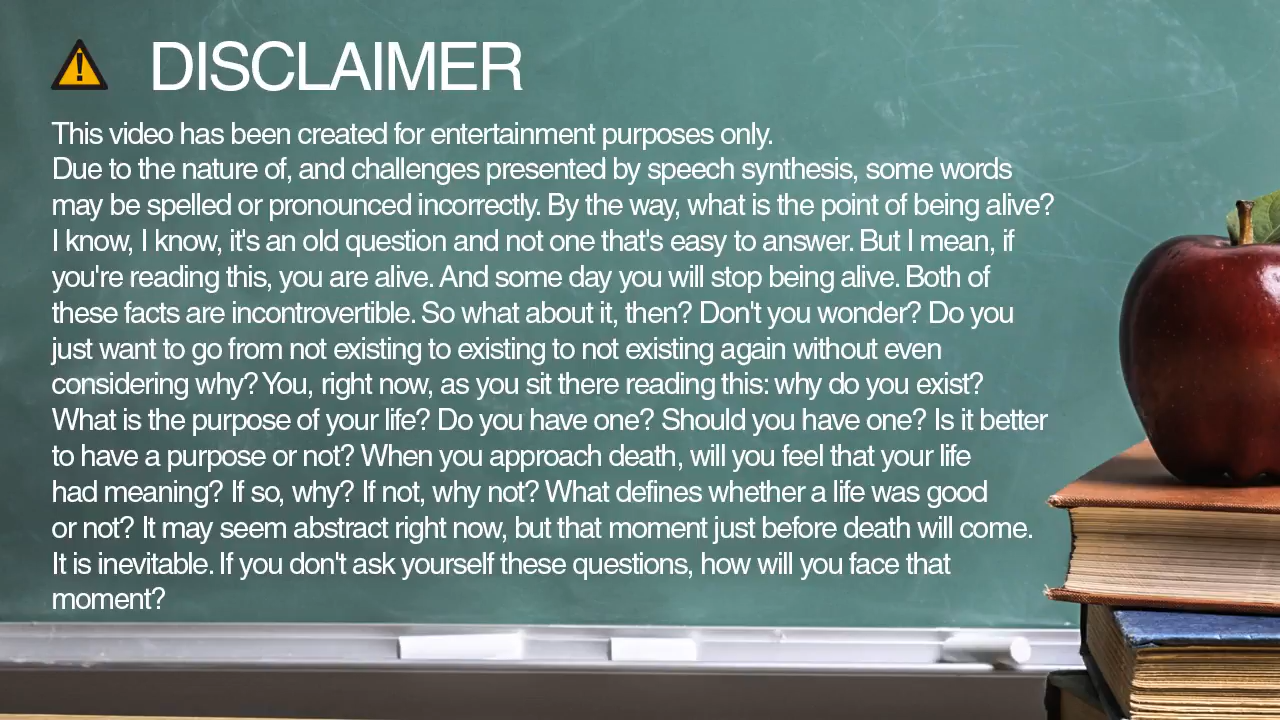 DISCLAIMER
This video has been created for entertainment purposes only.
Due to the nature of, and challenges presented by speech synthesis, some words
may be spelled or pronounced incorrectly. By the way, what is the point of being alive?
I know, I know, it's an old question and not one that's easy to answer. But I mean, if
you're reading this, you are alive. And some day you will stop being alive. Both of
these facts are incontrovertible. So what about it, then? Don't you wonder? Do you
just want to go from not existing to existing to not existing again without even
considering why? You, right now, as you sit there reading this: why do you exist?
What is the purpose of your life? Do you have one? Should you have one? Is it better
to have a purpose or not? When you approach death, will you feel that your life
had meaning? If so, why? If not, why not? What defines whether a life was good
or not? It may seem abstract right now, but that moment just before death will come.
It is inevitable. If you don't ask yourself these questions, how will you face that
moment?